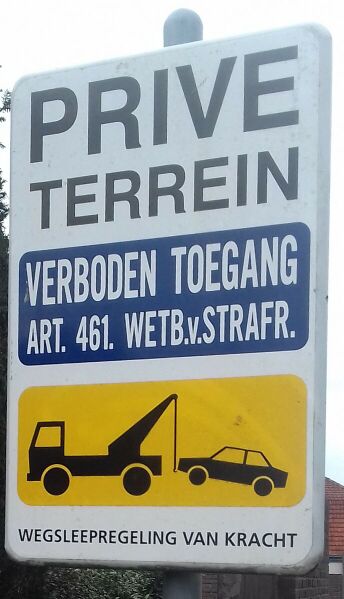 PRIVE
TERREIN
VERBODEN TOEGANG
ART. 461. WETB.v.STRAFR.
WEGSLEEPREGELING VAN KRACHT